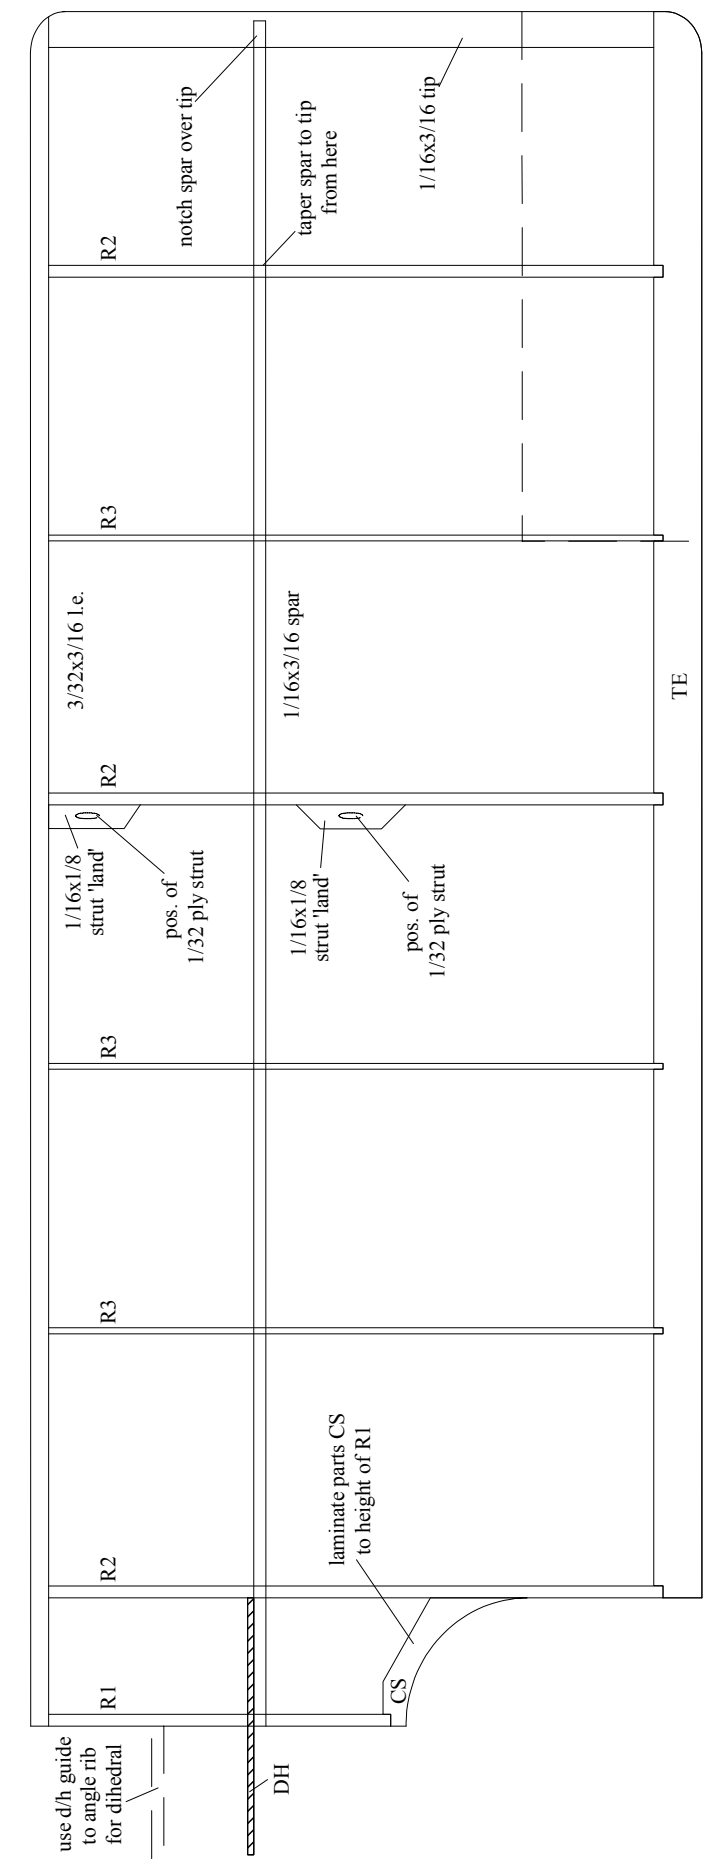 notch spar over tip
taper spar to tip
from here
1/16x3/16 tip
R2
R3
3/32x3/16 l.e.
1/16x3/16 spar
TE
R2
1/16x1/8
strut 'land'
pos. of
1/32 ply strut
1/16x1/8
strut 'land'
pos. of
1/32 ply strut
R3
R3
laminate parts CS
to height of R1
R2
R1
CS
use d/h guide
to angle rib
for dihedral
DH